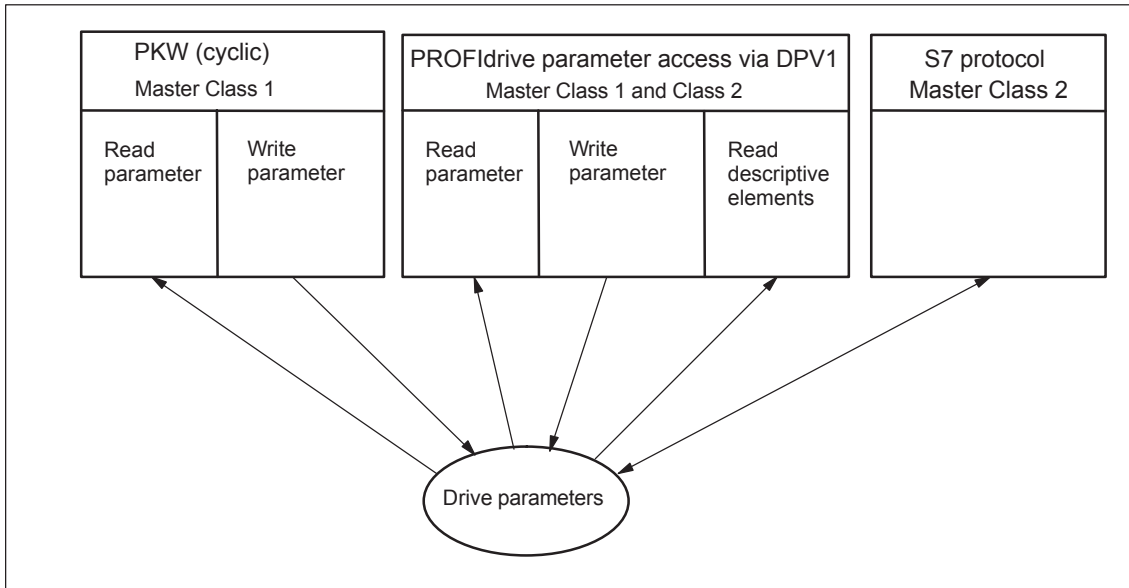 PKW (cyclic)
Master Class 1
Read
parameter
Write
parameter
PROFIdrive parameter access via DPV1
Master Class 1 and Class 2
Read
parameter
Write
parameter
Read
descriptive
elements
S7 protocol
Master Class 2
Drive parameters